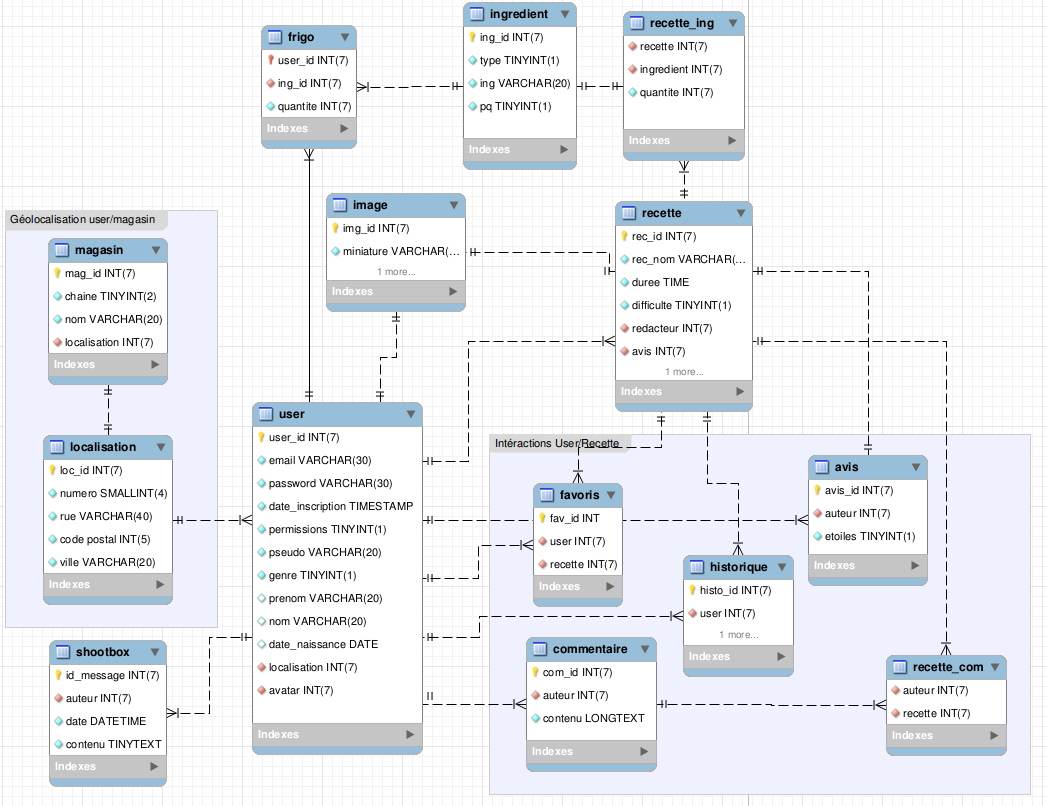 frigo
user_id INT(7)
ing_id INT(7)
quantite INT(7)
Indexes
ingredient
ing_id INT(7)
type TINYINT(1)
ing VARCHAR(20)
pq TINYINT(1)
Indexes
recette_ing
recette INT(7)
ingredient INT(7)
quantite INT(7)
Indexes
image
img_id INT(7)
miniature VARCHAR(...
1 more...
Indexes
recette
rec_id INT(7)
rec_nom VARCHAR(...
duree TIME
difficulte TINYINT(1)
redacteur INT(7)
avis INT(7)
1 more...
Indexes
Géolocalisation user/magasin
magasin
mag_id INT(7)
chaine TINYINT(2)
nom VARCHAR(20)
localisation INT(7)
Indexes
localisation
loc_id INT(7)
numero SMALLINT(4)
rue VARCHAR(40)
code postal INT(5)
ville VARCHAR(20)
Indexes
user
user_id INT(7)
email VARCHAR(30)
password VARCHAR(30)
date_inscription TIMESTAMP
permissions TINYINT(1)
pseudo VARCHAR(20)
genre TINYINT(1)
prenom VARCHAR(20)
nom VARCHAR(20)
date_naissance DATE
localisation INT(7)
avatar INT(7)
Indexes
shootbox
id_message INT(7)
auteur INT(7)
date DATETIME
contenu TINYTEXT
Indexes
Intéractions User/Recette
favoris
fav_id INT
user INT(7)
recette INT(7)
Indexes
avis
avis_id INT(7)
auteur INT(7)
etoiles TINYINT(1)
Indexes
historique
histo_id INT(7)
user INT(7)
1 more...
Indexes
commentaire
com_id INT(7)
auteur INT(7)
contenu LONGTEXT
Indexes
recette_com
auteur INT(7)
recette INT(7)
Indexes